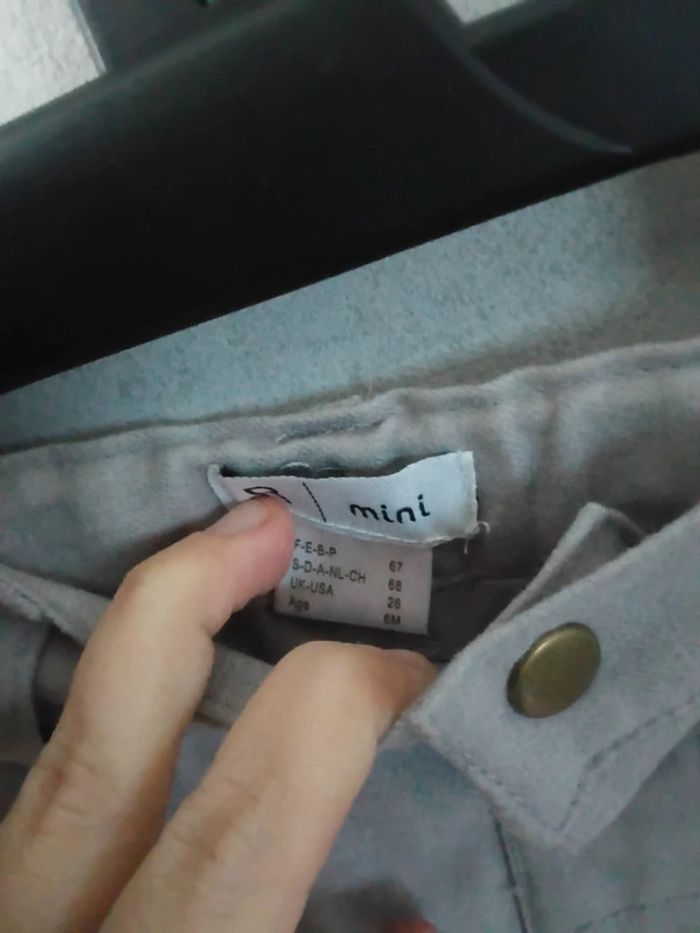 mini
F-E-B-P 67
S-D-A-NL-CH 68
UK-USA 26
Age 6M